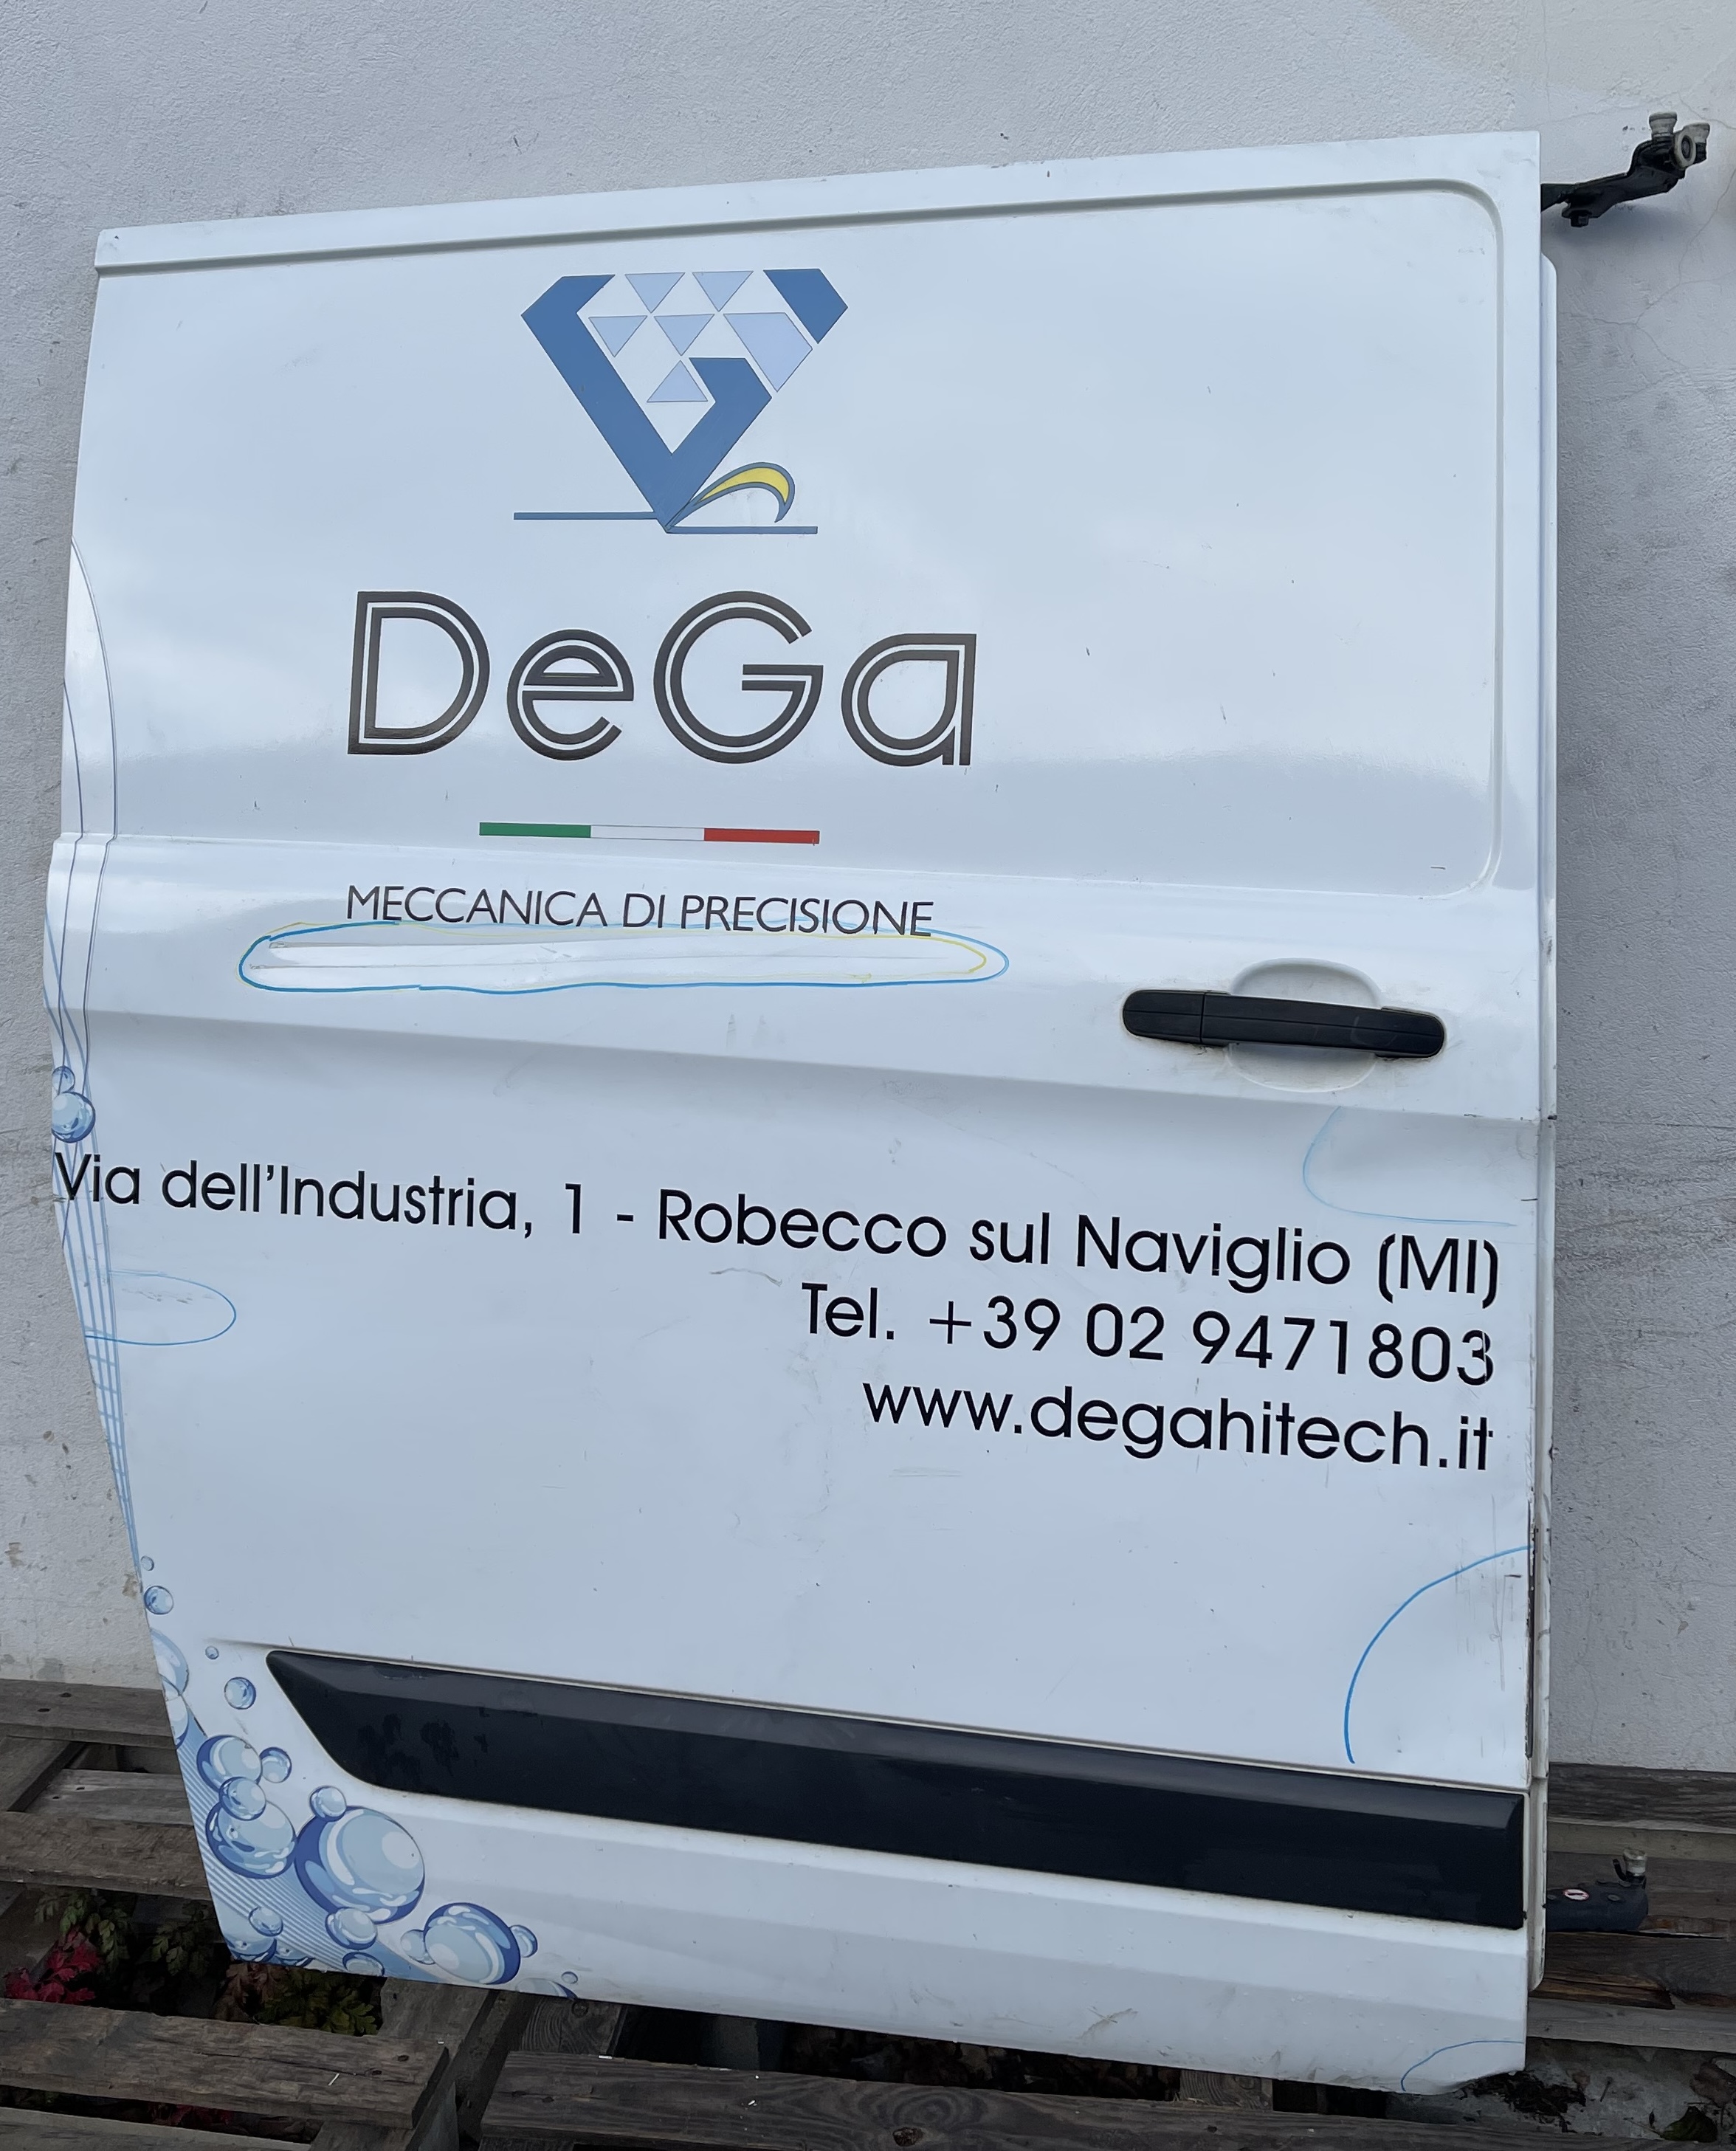 DeGa
MECCANICA DI PRECISIONE
Via dell'Industria, 1 - Robecco sul Naviglio (MI)
Tel. +39 02 9471803
www.degahitech.it